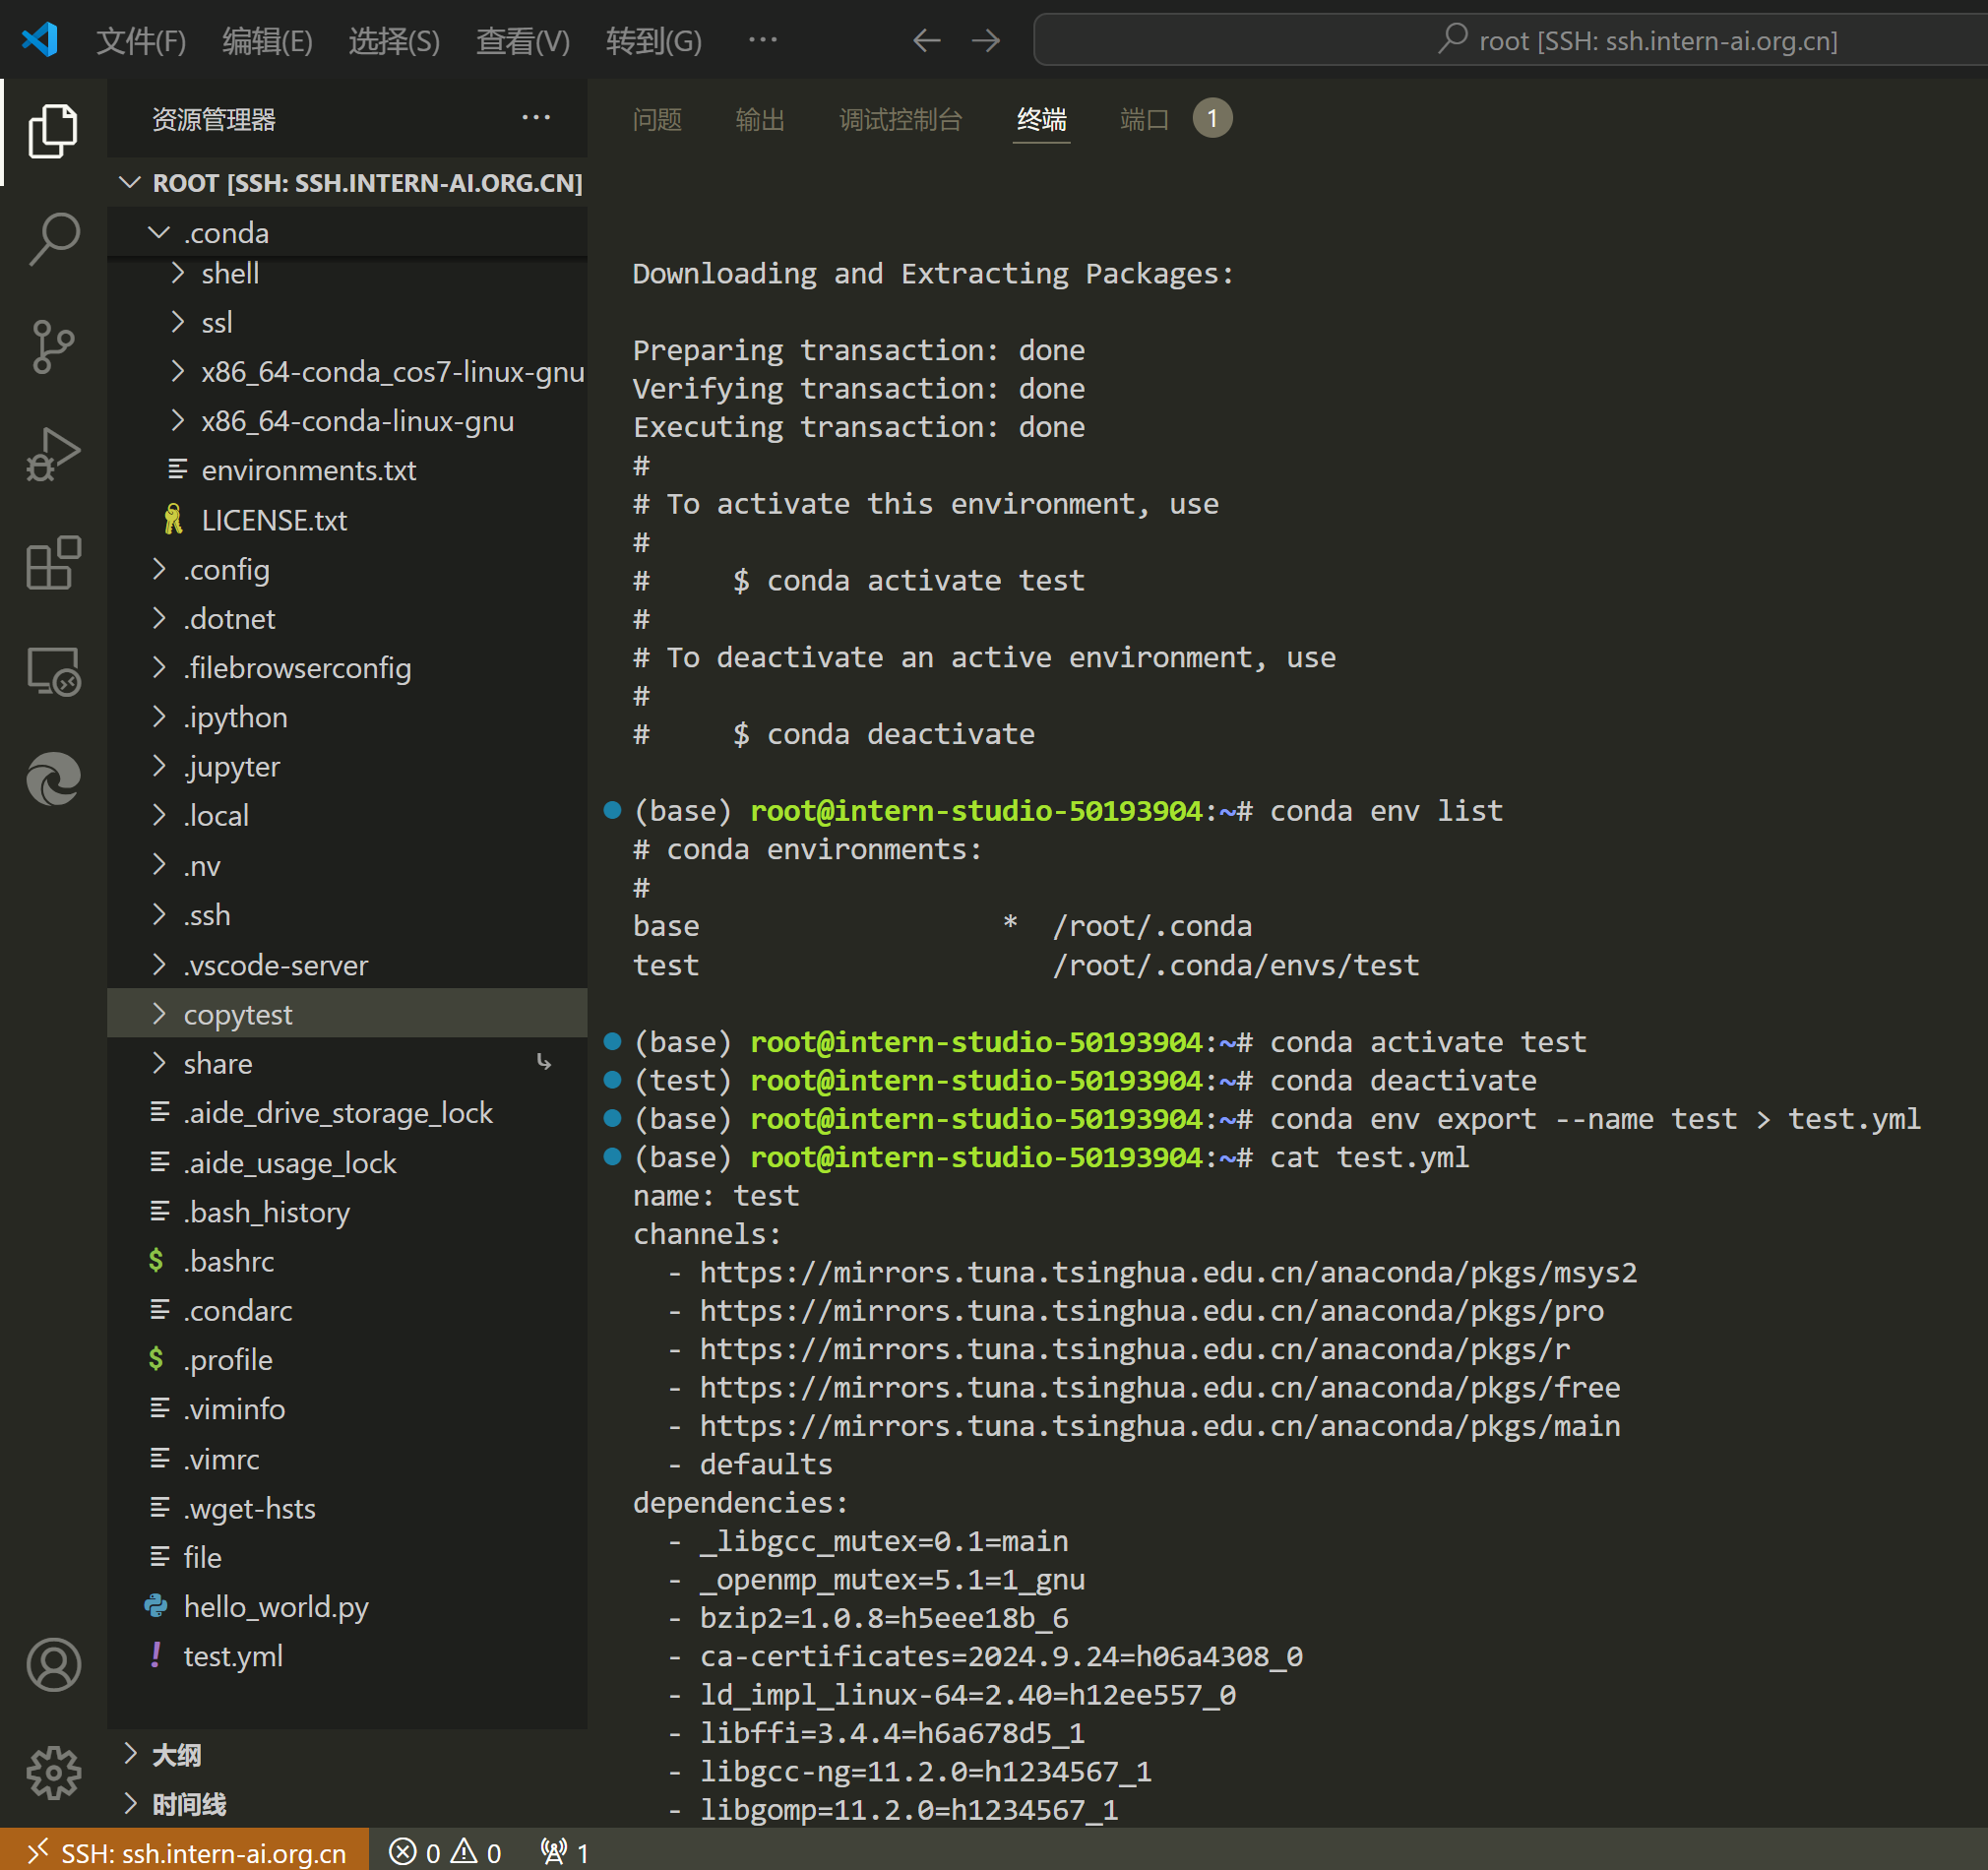 文件(F) 编辑(E) 选择(S) 查看(V) 转到(G) ··· root [SSH: ssh.intern-ai.org.cn]
资源管理器 ···
ROOT [SSH: SSH.INTERN-AI.ORG.CN]
.conda
shell
ssl
x86_64-conda_cos7-linux-gnu
x86_64-conda-linux-gnu
environments.txt
LICENSE.txt
.config
.dotnet
.filebrowserconfig
.ipython
.jupyter
.local
.nv
.ssh
.vscode-server
copytest
share
.aide_drive_storage_lock
.aide_usage_lock
.bash_history
.bashrc
.condarc
.profile
.viminfo
.vimrc
.wget-hsts
file
hello_world.py
test.yml
大纲
时间线
问题 输出 调试控制台 终端 端口 1
Downloading and Extracting Packages:
Preparing transaction: done
Verifying transaction: done
Executing transaction: done
#
# To activate this environment, use
#
#     $ conda activate test
#
# To deactivate an active environment, use
#
#     $ conda deactivate
(base) root@intern-studio-50193904:~# conda env list
# conda environments:
#
base                  *  /root/.conda
test                     /root/.conda/envs/test
(base) root@intern-studio-50193904:~# conda activate test
(test) root@intern-studio-50193904:~# conda deactivate
(base) root@intern-studio-50193904:~# conda env export --name test > test.yml
(base) root@intern-studio-50193904:~# cat test.yml
name: test
channels:
  - https://mirrors.tuna.tsinghua.edu.cn/anaconda/pkgs/msys2
  - https://mirrors.tuna.tsinghua.edu.cn/anaconda/pkgs/pro
  - https://mirrors.tuna.tsinghua.edu.cn/anaconda/pkgs/r
  - https://mirrors.tuna.tsinghua.edu.cn/anaconda/pkgs/free
  - https://mirrors.tuna.tsinghua.edu.cn/anaconda/pkgs/main
  - defaults
dependencies:
  - _libgcc_mutex=0.1=main
  - _openmp_mutex=5.1=1_gnu
  - bzip2=1.0.8=h5eee18b_6
  - ca-certificates=2024.9.24=h06a4308_0
  - ld_impl_linux-64=2.40=h12ee557_0
  - libffi=3.4.4=h6a678d5_1
  - libgcc-ng=11.2.0=h1234567_1
  - libgomp=11.2.0=h1234567_1
SSH: ssh.intern-ai.org.cn 0 0 1